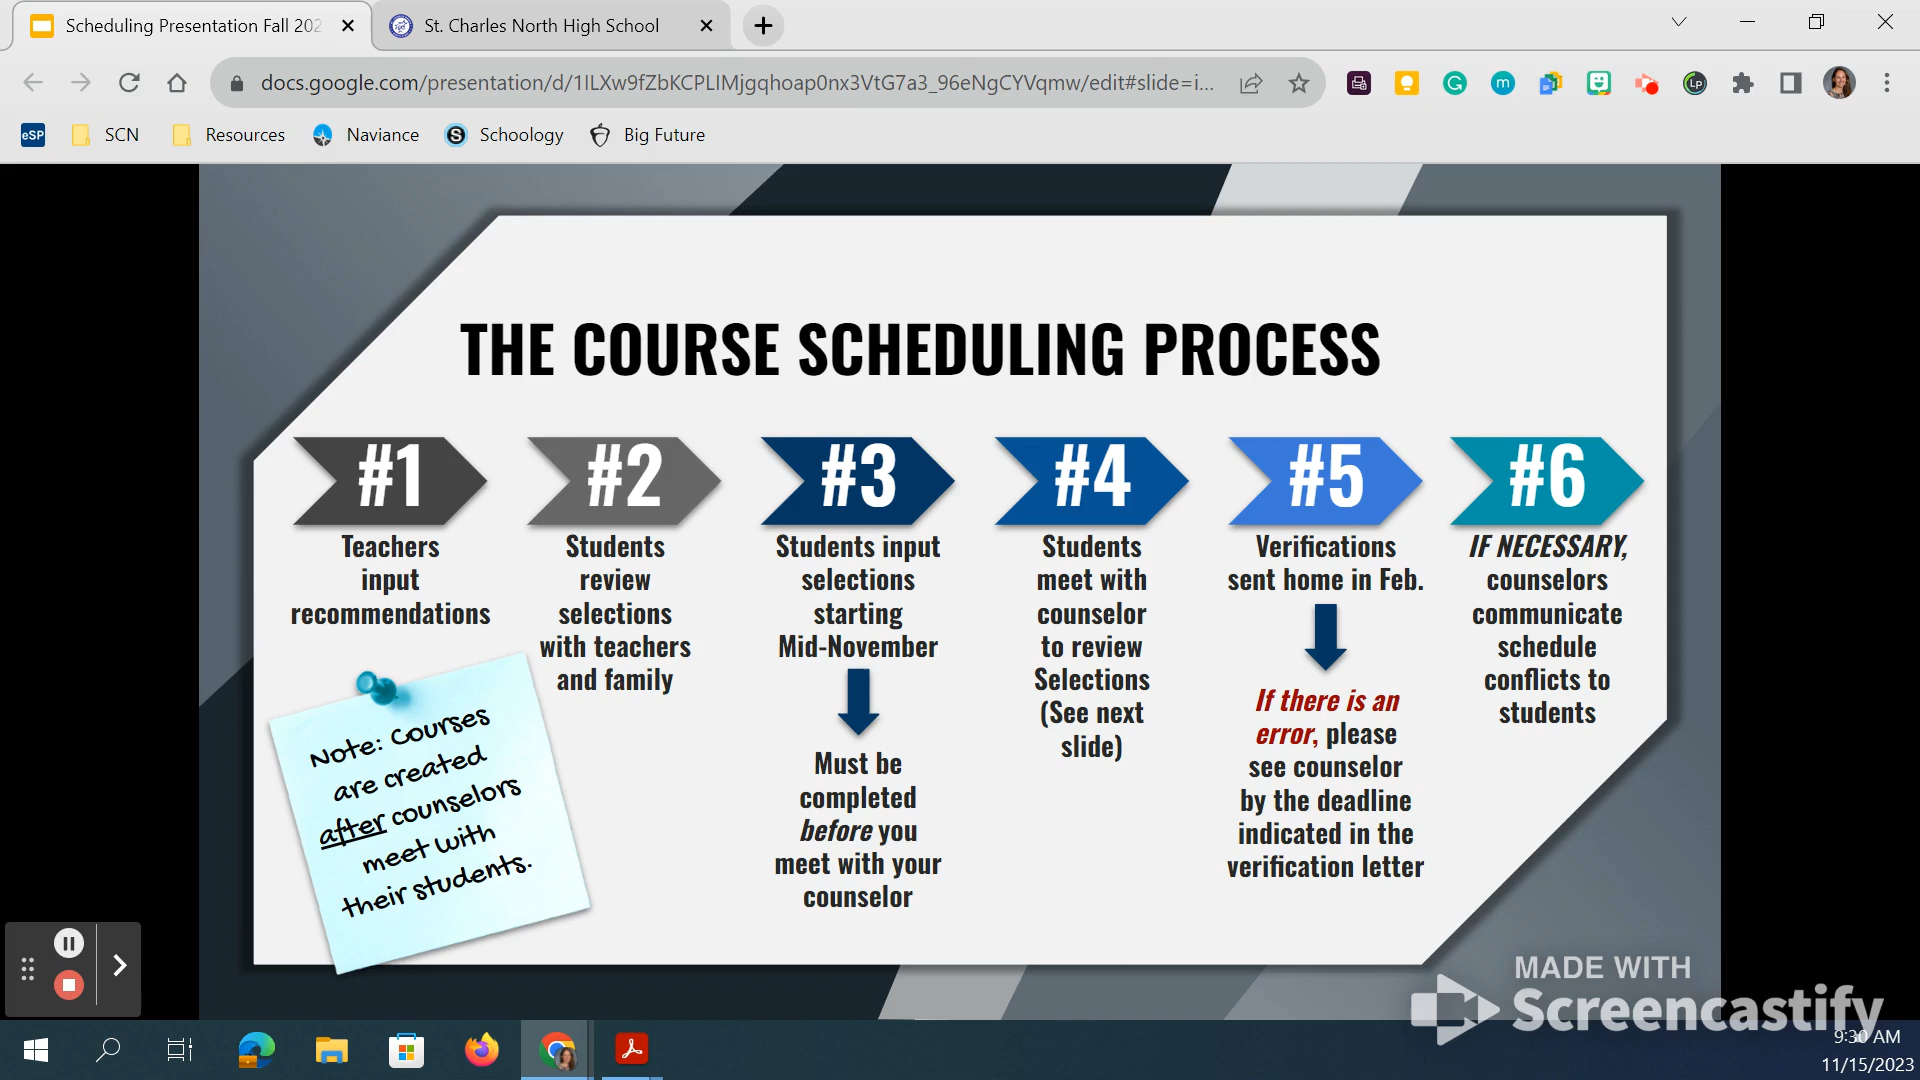 Scheduling Presentation Fall 202
St. Charles North High School
docs.google.com/presentation/d/1ILXw9fZbKCPLIMjgqhoap0nx3VtG7a3_96eNgCYVqmw/edit#slide=i...
eSP
SCN
Resources
Naviance
Schoology
Big Future
THE COURSE SCHEDULING PROCESS
#1
Teachers
input
recommendations
Note: Courses
are created
after counselors
meet with
their students.
#2
Students
review
selections
with teachers
and family
#3
Students input
selections
starting
Mid-November
Must be
completed
before you
meet with your
counselor
#4
Students
meet with
counselor
to review
Selections
(See next
slide)
#5
Verifications
sent home in Feb.
If there is an
error, please
see counselor
by the deadline
indicated in the
verification letter
#6
IF NECESSARY,
counselors
communicate
schedule
conflicts to
students
MADE WITH
Screencastify
9:30 AM
11/15/2023